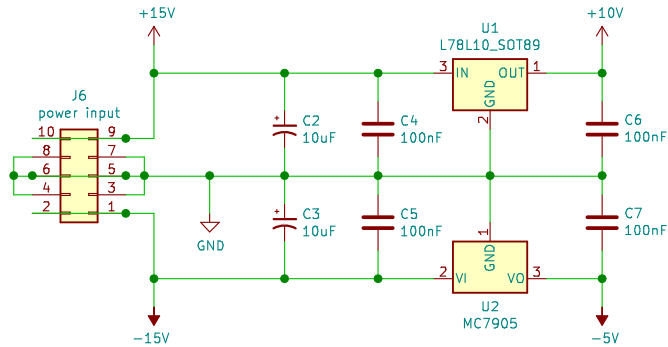 +15V
+10V
U1
L78L10_SOT89
3 IN OUT 1
GND
2
J6
power input
10 9
8 7
6 5
4 3
2 1
+ C2
10uF
C4
100nF
C6
100nF
GND
+ C3
10uF
C5
100nF
C7
100nF
1
GND
2 VI VO 3
U2
MC7905
-15V
-5V